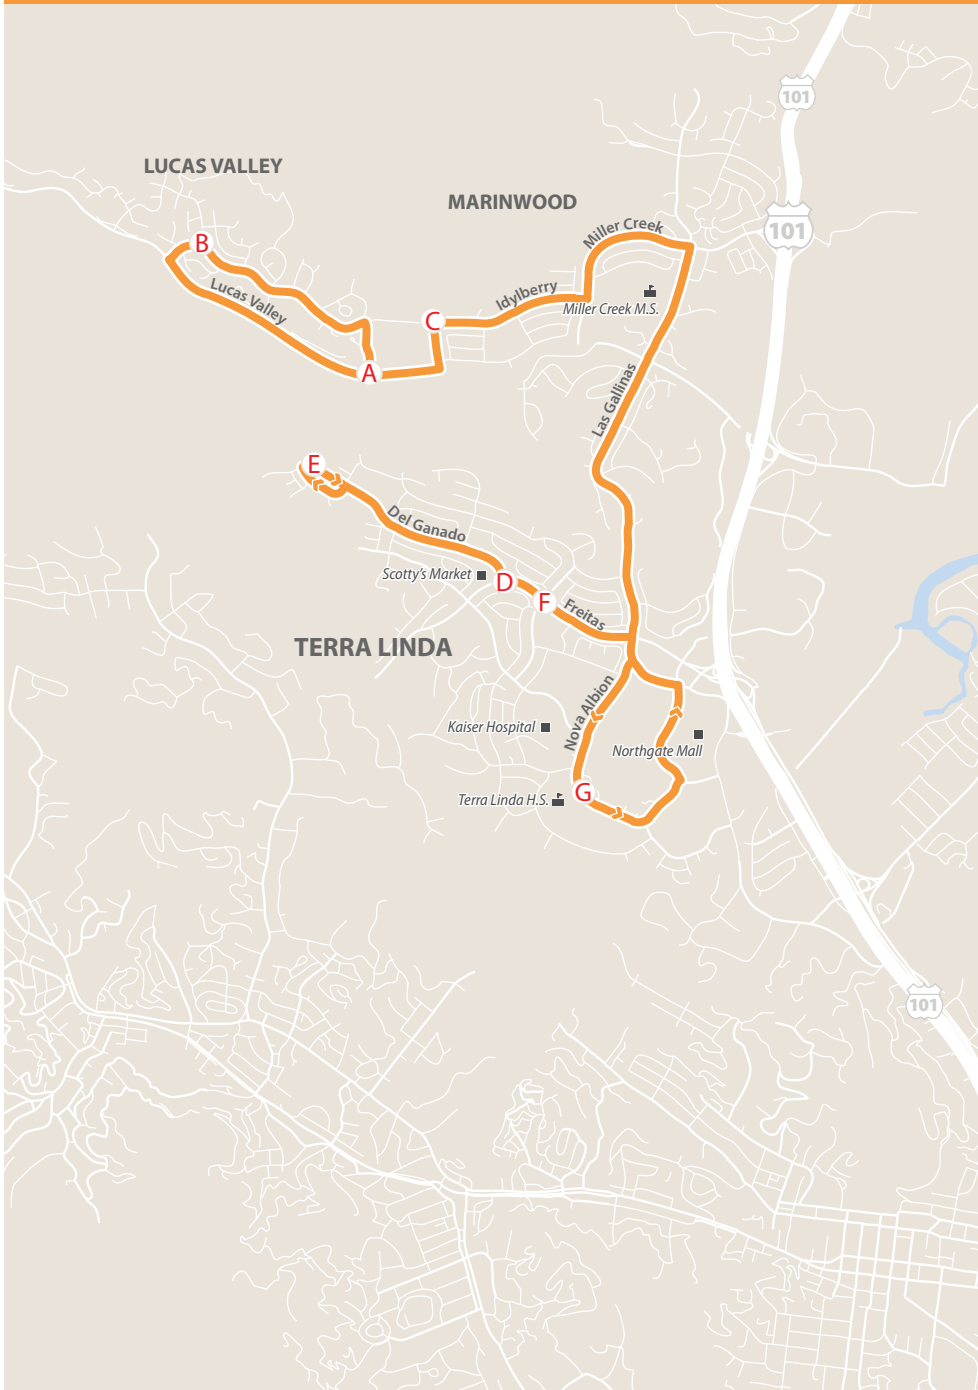 101
LUCAS VALLEY
MARINWOOD
101
Miller Creek
B
Lucas Valley
Idylberry
Miller Creek M.S.
C
A
Las Gallinas
E
Del Ganado
Scotty's Market
D
F
Freitas
TERRA LINDA
Nova Albion
Kaiser Hospital
Northgate Mall
Terra Linda H.S.
G
101